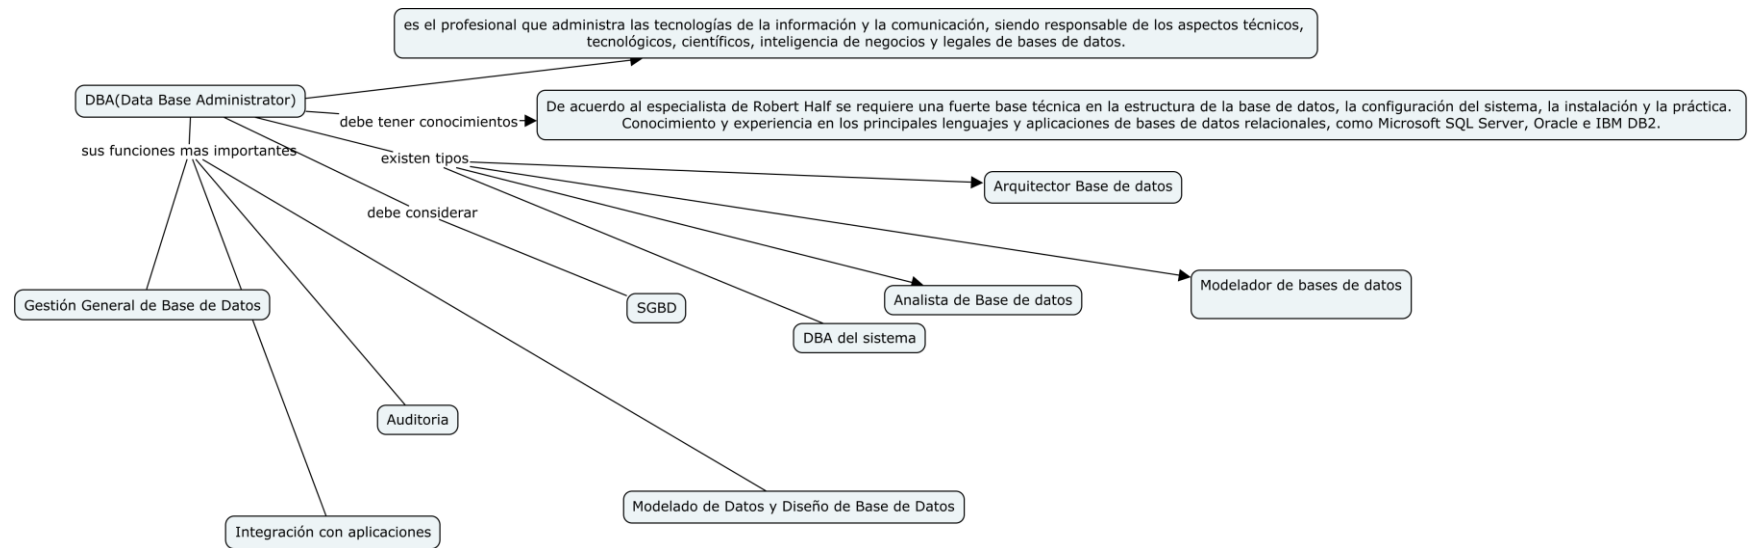 es el profesional que administra las tecnologías de la información y la comunicación, siendo responsable de los aspectos técnicos,
tecnológicos, científicos, inteligencia de negocios y legales de bases de datos.
DBA(Data Base Administrator)
De acuerdo al especialista de Robert Half se requiere una fuerte base técnica en la estructura de la base de datos, la configuración del sistema, la instalación y la práctica.
Conocimiento y experiencia en los principales lenguajes y aplicaciones de bases de datos relacionales, como Microsoft SQL Server, Oracle e IBM DB2.
debe tener conocimientos
sus funciones mas importantes
existen tipos
Arquitector Base de datos
debe considerar
Modelador de bases de datos
Gestión General de Base de Datos
SGBD
Analista de Base de datos
DBA del sistema
Auditoria
Modelado de Datos y Diseño de Base de Datos
Integración con aplicaciones